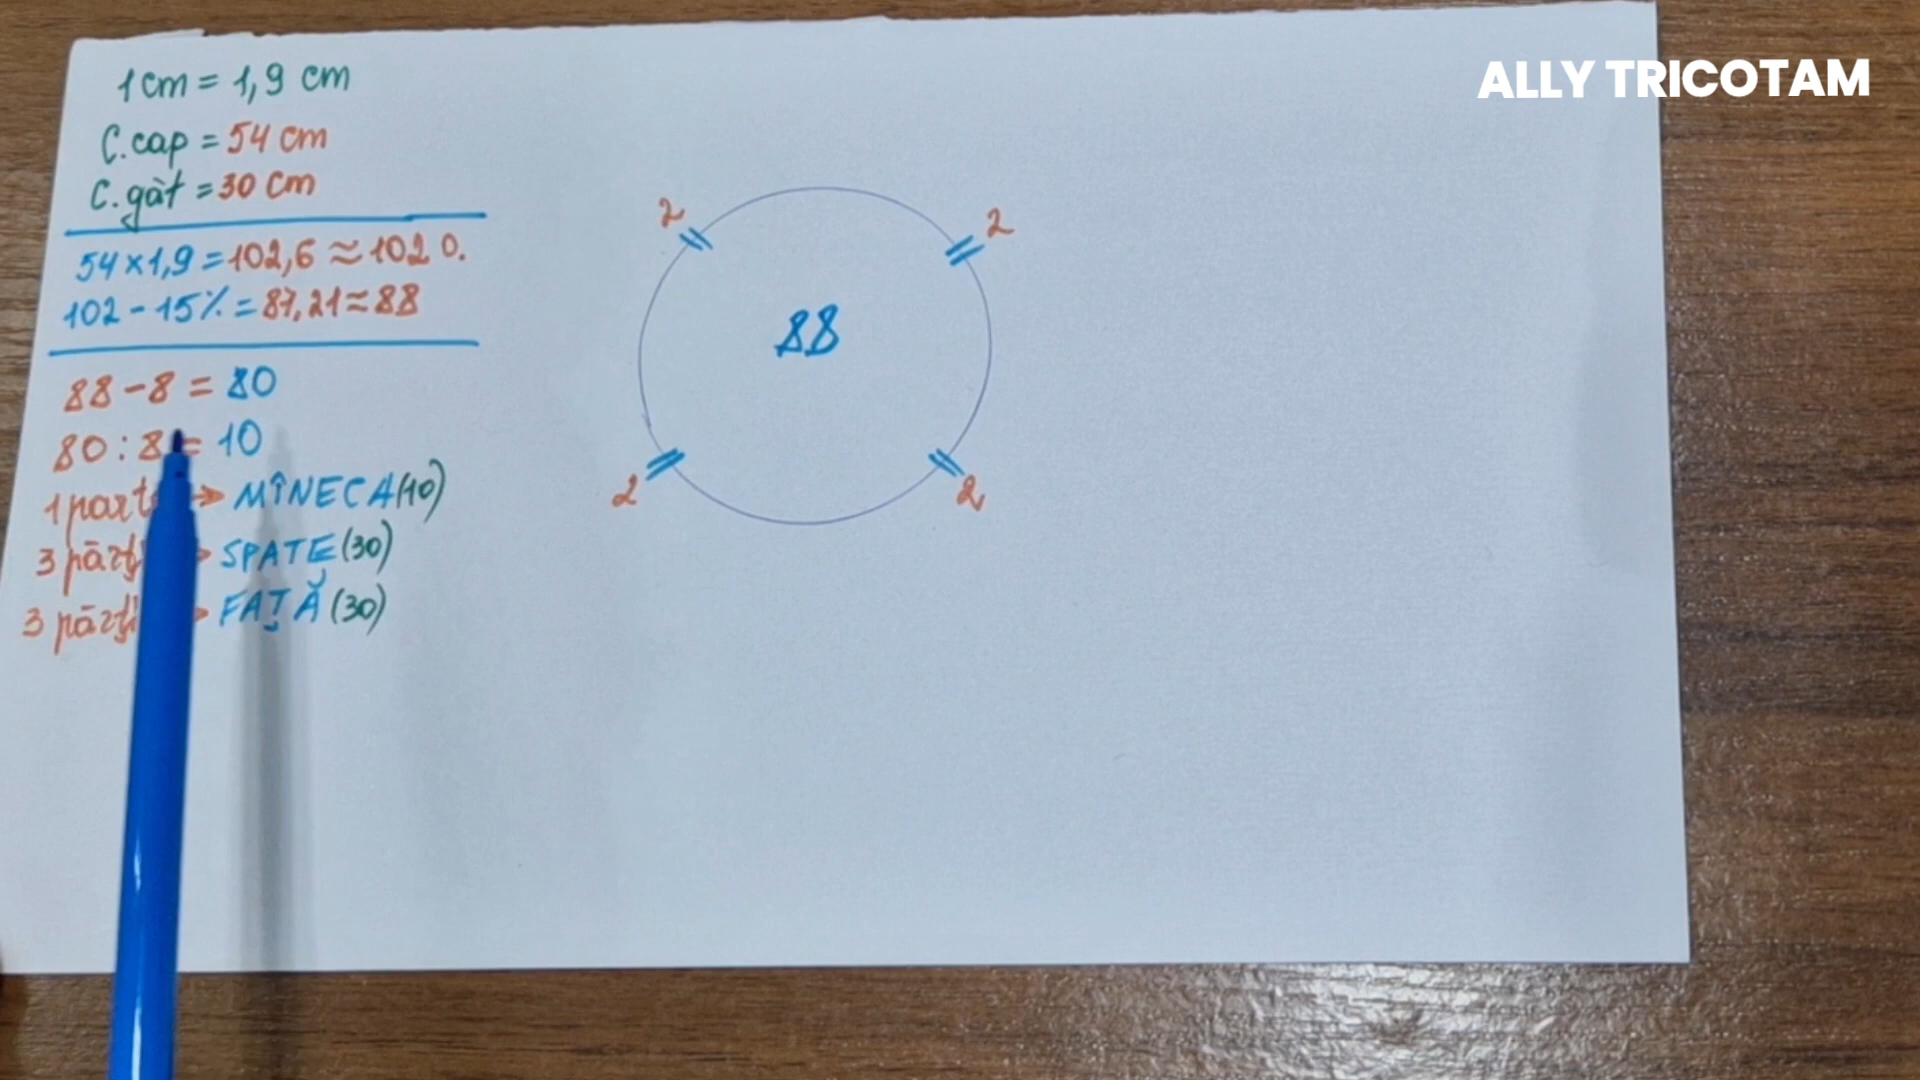 ALLY TRICOTAM
1 cm = 1,9 cm
C.cap = 54 cm
C.gât = 30 cm
54 x 1,9 = 102,6 ≈ 102 O.
102 - 15% = 87,21 ≈ 88
88 - 8 = 80
80 : 8 = 10
→ MÎNECA (10)
3 → SPATE (30)
3 → FAȚĂ (30)
2
2
88
2
2